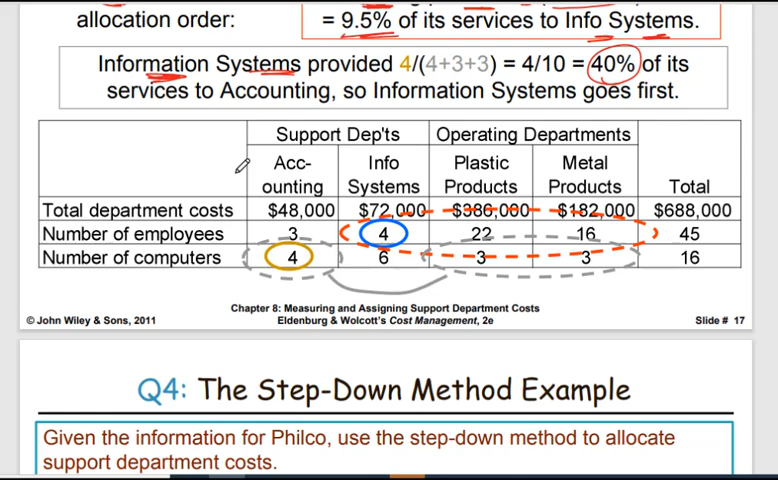 allocation order:
= 9.5% of its services to Info Systems.
Information Systems provided 4/(4+3+3) = 4/10 = 40% of its
services to Accounting, so Information Systems goes first.
Support Dep'ts Operating Departments
Acc- Info Plastic Metal
ounting Systems Products Products Total
Total department costs $48,000 $72,000 $386,000 $182,000 $688,000
Number of employees 3 4 22 16 45
Number of computers 4 6 3 3 16
Chapter 8: Measuring and Assigning Support Department Costs
© John Wiley & Sons, 2011 Eldenburg & Wolcott's Cost Management, 2e Slide # 17
Q4: The Step-Down Method Example
Given the information for Philco, use the step-down method to allocate
support department costs.